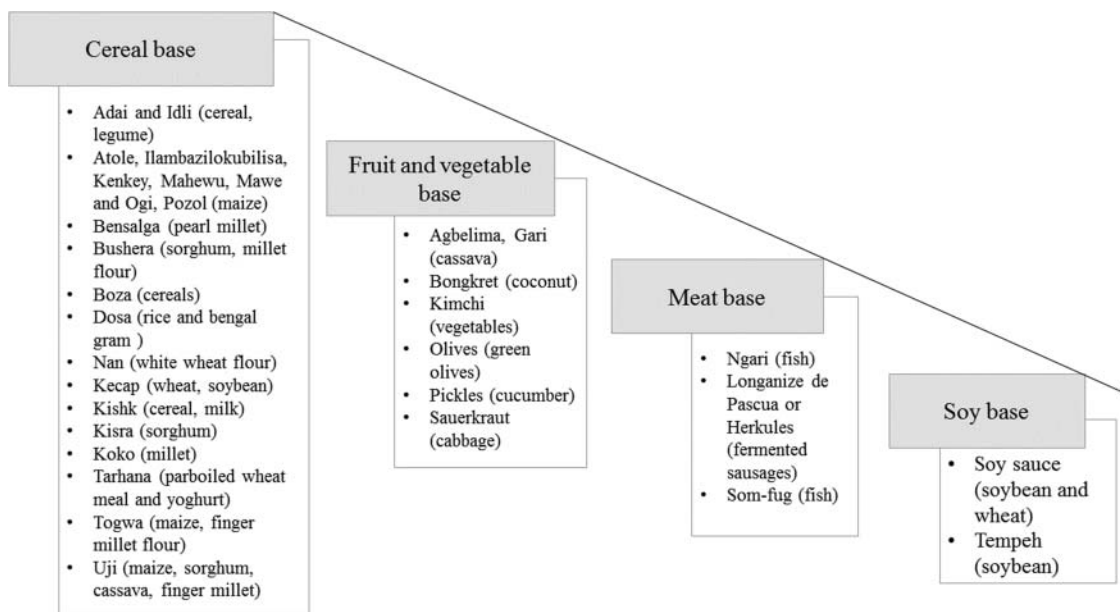 Cereal base
• Adai and Idli (cereal,
legume)
• Atole, Ilambazilokubilisa,
Kenkey, Mahewu, Mawe
and Ogi, Pozol (maize)
• Bensalga (pearl millet)
• Bushera (sorghum, millet
flour)
• Boza (cereals)
• Dosa (rice and bengal
gram )
• Nan (white wheat flour)
• Kecap (wheat, soybean)
• Kishk (cereal, milk)
• Kisra (sorghum)
• Koko (millet)
• Tarhana (parboiled wheat
meal and yoghurt)
• Togwa (maize, finger
millet flour)
• Uji (maize, sorghum,
cassava, finger millet)
Fruit and vegetable
base
• Agbelima, Gari
(cassava)
• Bongkret (coconut)
• Kimchi
(vegetables)
• Olives (green
olives)
• Pickles (cucumber)
• Sauerkraut
(cabbage)
Meat base
• Ngari (fish)
• Longanize de
Pascua or
Herkules
(fermented
sausages)
• Som-fug (fish)
Soy base
• Soy sauce
(soybean and
wheat)
• Tempeh
(soybean)